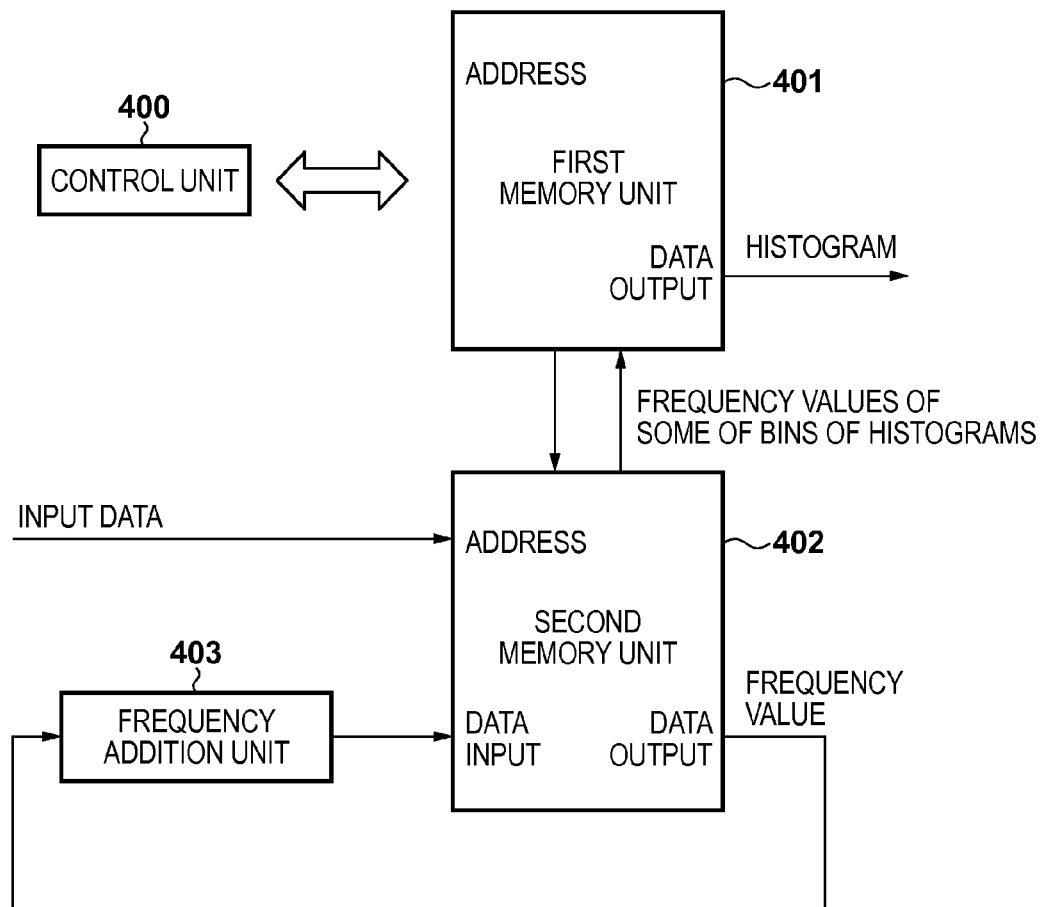 400
CONTROL UNIT
ADDRESS
401
FIRST
MEMORY UNIT
DATA
OUTPUT
HISTOGRAM
FREQUENCY VALUES OF
SOME OF BINS OF HISTOGRAMS
INPUT DATA
ADDRESS
402
SECOND
MEMORY UNIT
403
FREQUENCY
ADDITION UNIT
DATA
INPUT
DATA
OUTPUT
FREQUENCY
VALUE